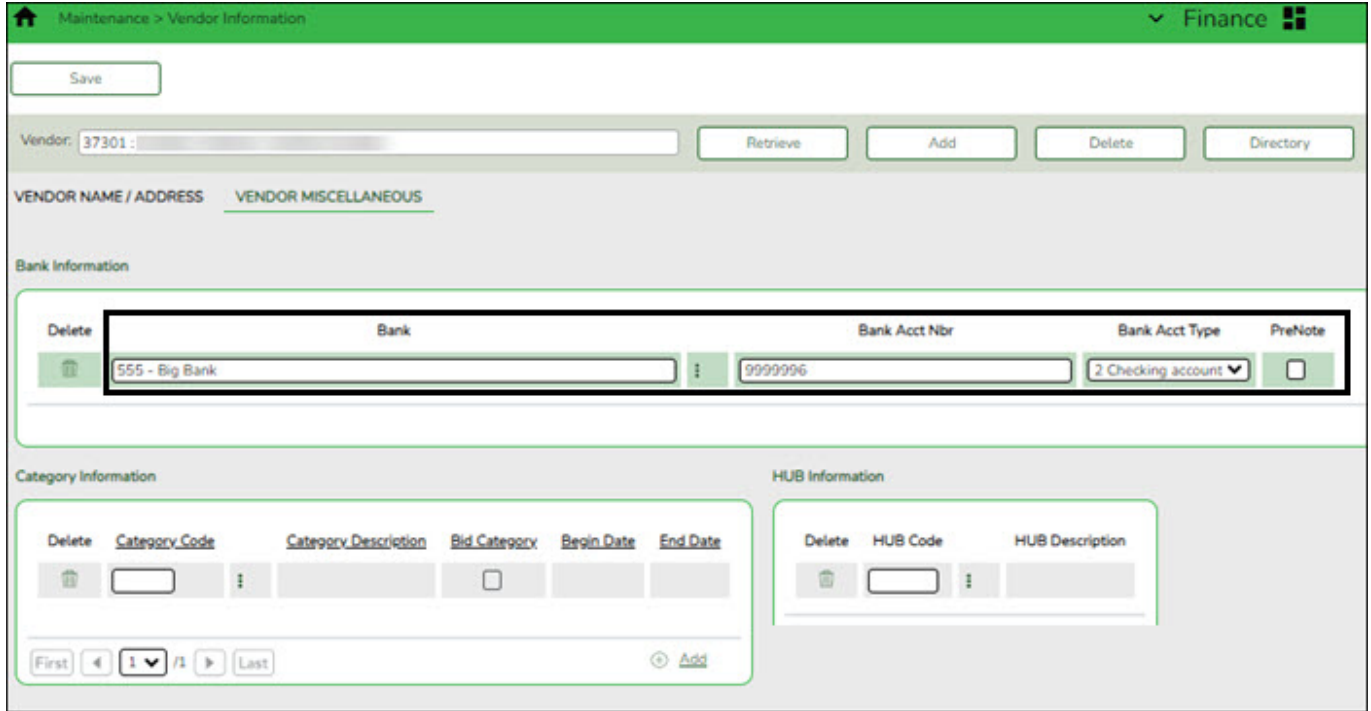 Maintenance > Vendor Information
Finance
Save
Vendor: 37301 :
Retrieve Add Delete Directory
VENDOR NAME / ADDRESS VENDOR MISCELLANEOUS
Bank Information
Delete Bank Bank Acct Nbr Bank Acct Type PreNote
555 - Big Bank 9999996 2 Checking account
Category Information HUB Information
Delete Category Code Category Description Bid Category Begin Date End Date Delete HUB Code HUB Description
First 1 /1 Last Add